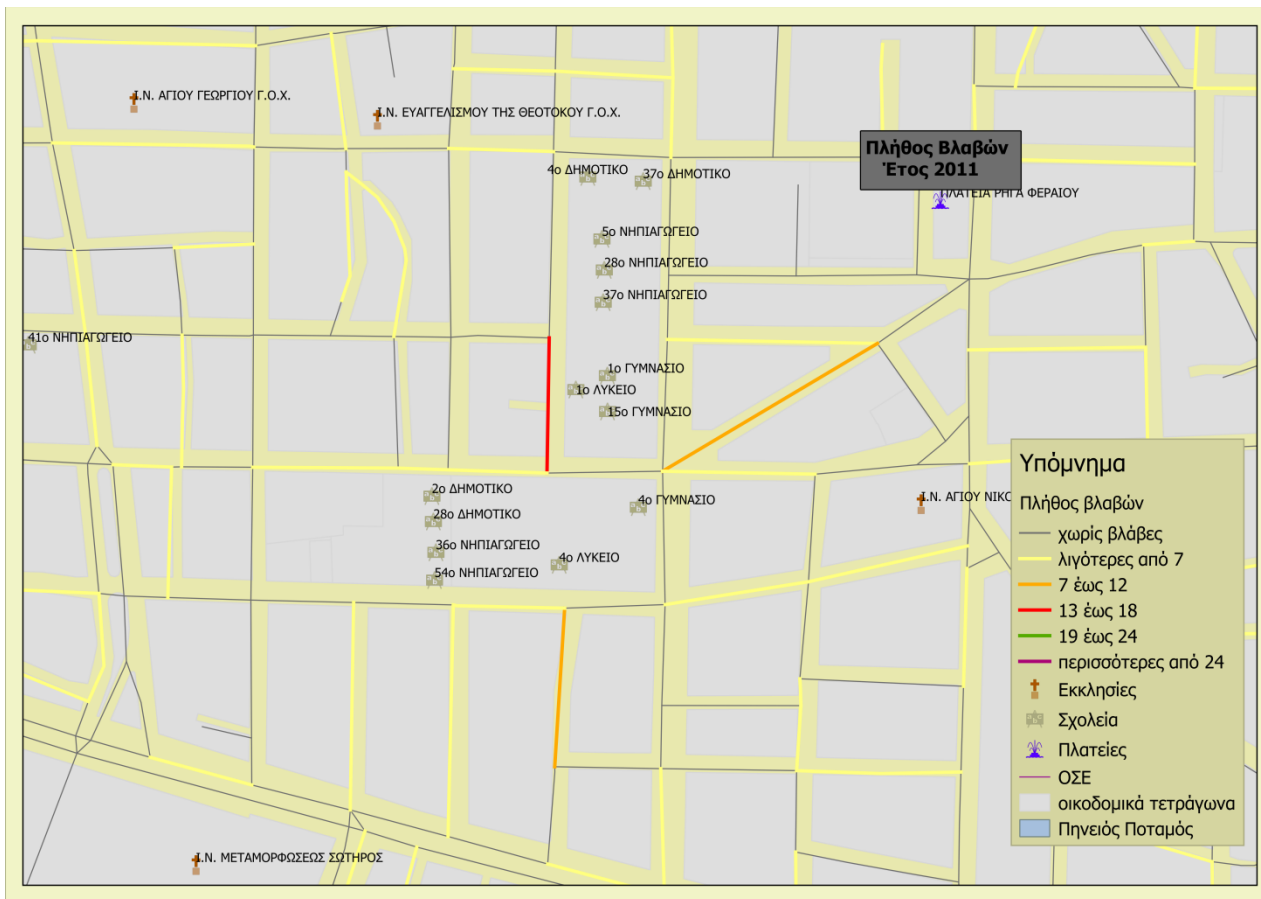 Ι.Ν. ΑΓΙΟΥ ΓΕΩΡΓΙΟΥ Γ.Ο.Χ.
Ι.Ν. ΕΥΑΓΓΕΛΙΣΜΟΥ ΤΗΣ ΘΕΟΤΟΚΟΥ Γ.Ο.Χ.
Πλήθος Βλαβών
Έτος 2011
4ο ΔΗΜΟΤΙΚΟ
37ο ΔΗΜΟΤΙΚΟ
ΠΛΑΤΕΙΑ ΡΗΓΑ ΦΕΡΑΙΟΥ
5ο ΝΗΠΙΑΓΩΓΕΙΟ
28ο ΝΗΠΙΑΓΩΓΕΙΟ
37ο ΝΗΠΙΑΓΩΓΕΙΟ
41ο ΝΗΠΙΑΓΩΓΕΙΟ
1ο ΓΥΜΝΑΣΙΟ
1ο ΛΥΚΕΙΟ
15ο ΓΥΜΝΑΣΙΟ
2ο ΔΗΜΟΤΙΚΟ
28ο ΔΗΜΟΤΙΚΟ
36ο ΝΗΠΙΑΓΩΓΕΙΟ
54ο ΝΗΠΙΑΓΩΓΕΙΟ
4ο ΓΥΜΝΑΣΙΟ
4ο ΛΥΚΕΙΟ
Ι.Ν. ΑΓΙΟΥ ΝΙΚΟ
Ι.Ν. ΜΕΤΑΜΟΡΦΩΣΕΩΣ ΣΩΤΗΡΟΣ
Υπόμνημα
Πλήθος βλαβών
χωρίς βλάβες
λιγότερες από 7
7 έως 12
13 έως 18
19 έως 24
περισσότερες από 24
Εκκλησίες
Σχολεία
Πλατείες
ΟΣΕ
οικοδομικά τετράγωνα
Πηνειός Ποταμός